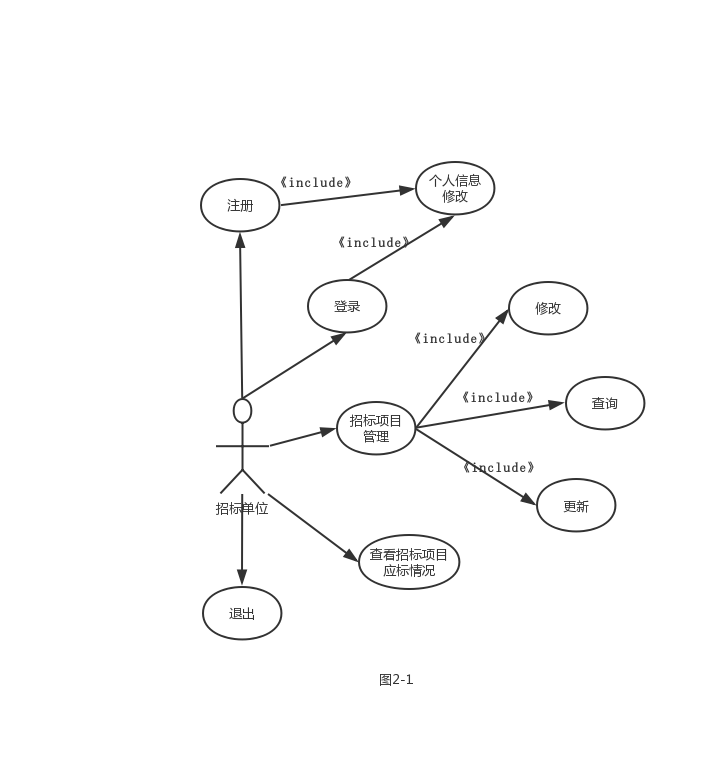 《include》
个人信息
修改
注册
《include》
登录
修改
《include》
《include》
查询
招标项目
管理
《include》
更新
招标单位
查看招标项目
应标情况
退出
图2-1